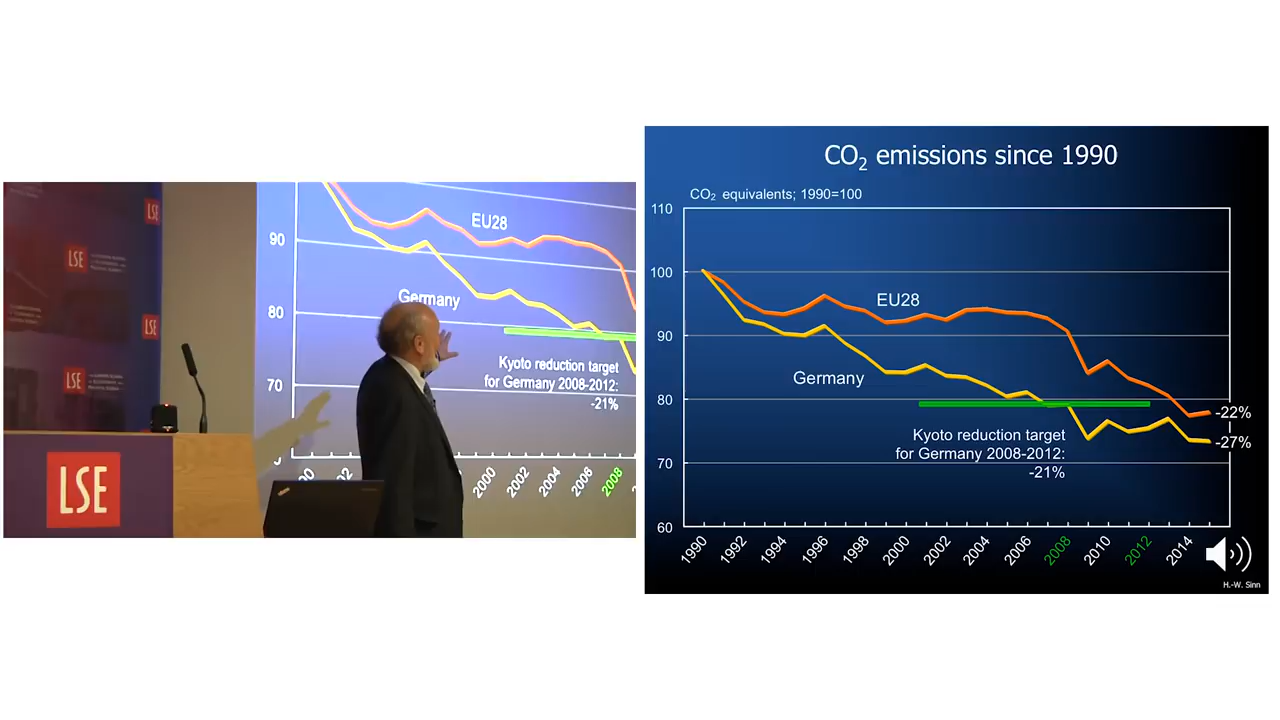 LSE
LSE
LSE
LSE
LSE
EU28
90
Germany
80
Kyoto reduction target
for Germany 2008-2012:
-21%
70
2000
2002
2004
2006
2008
CO₂ emissions since 1990
CO₂ equivalents; 1990=100
110
100
90
80
70
60
EU28
Germany
-22%
-27%
Kyoto reduction target
for Germany 2008-2012:
-21%
1990 1992 1994 1996 1998 2000 2002 2004 2006 2008 2010 2012 2014
H.-W. Sinn